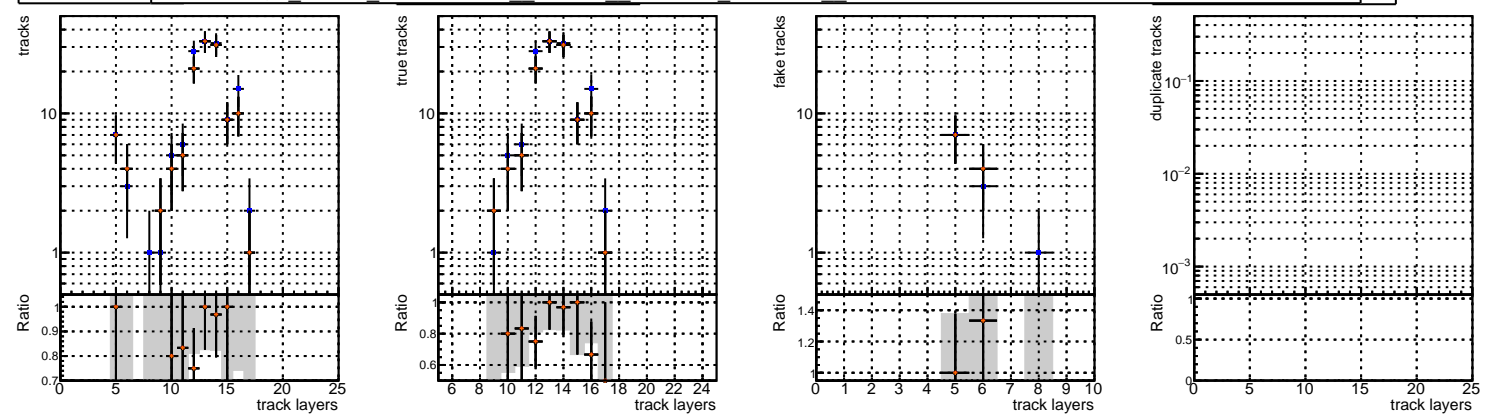 tracks
10
1
Ratio
1
0.9
0.8
0.7
0 5 10 15 20 25
track layers
true tracks
10
1
Ratio
1
0.8
0.6
6 8 10 12 14 16 18 20 22 24
track layers
fake tracks
10
1
Ratio
1.4
1.2
1
0 1 2 3 4 5 6 7 8 9 10
track layers
duplicate tracks
10−1
10−2
10−3
Ratio
1
0.5
0
0 5 10 15 20 25
track layers